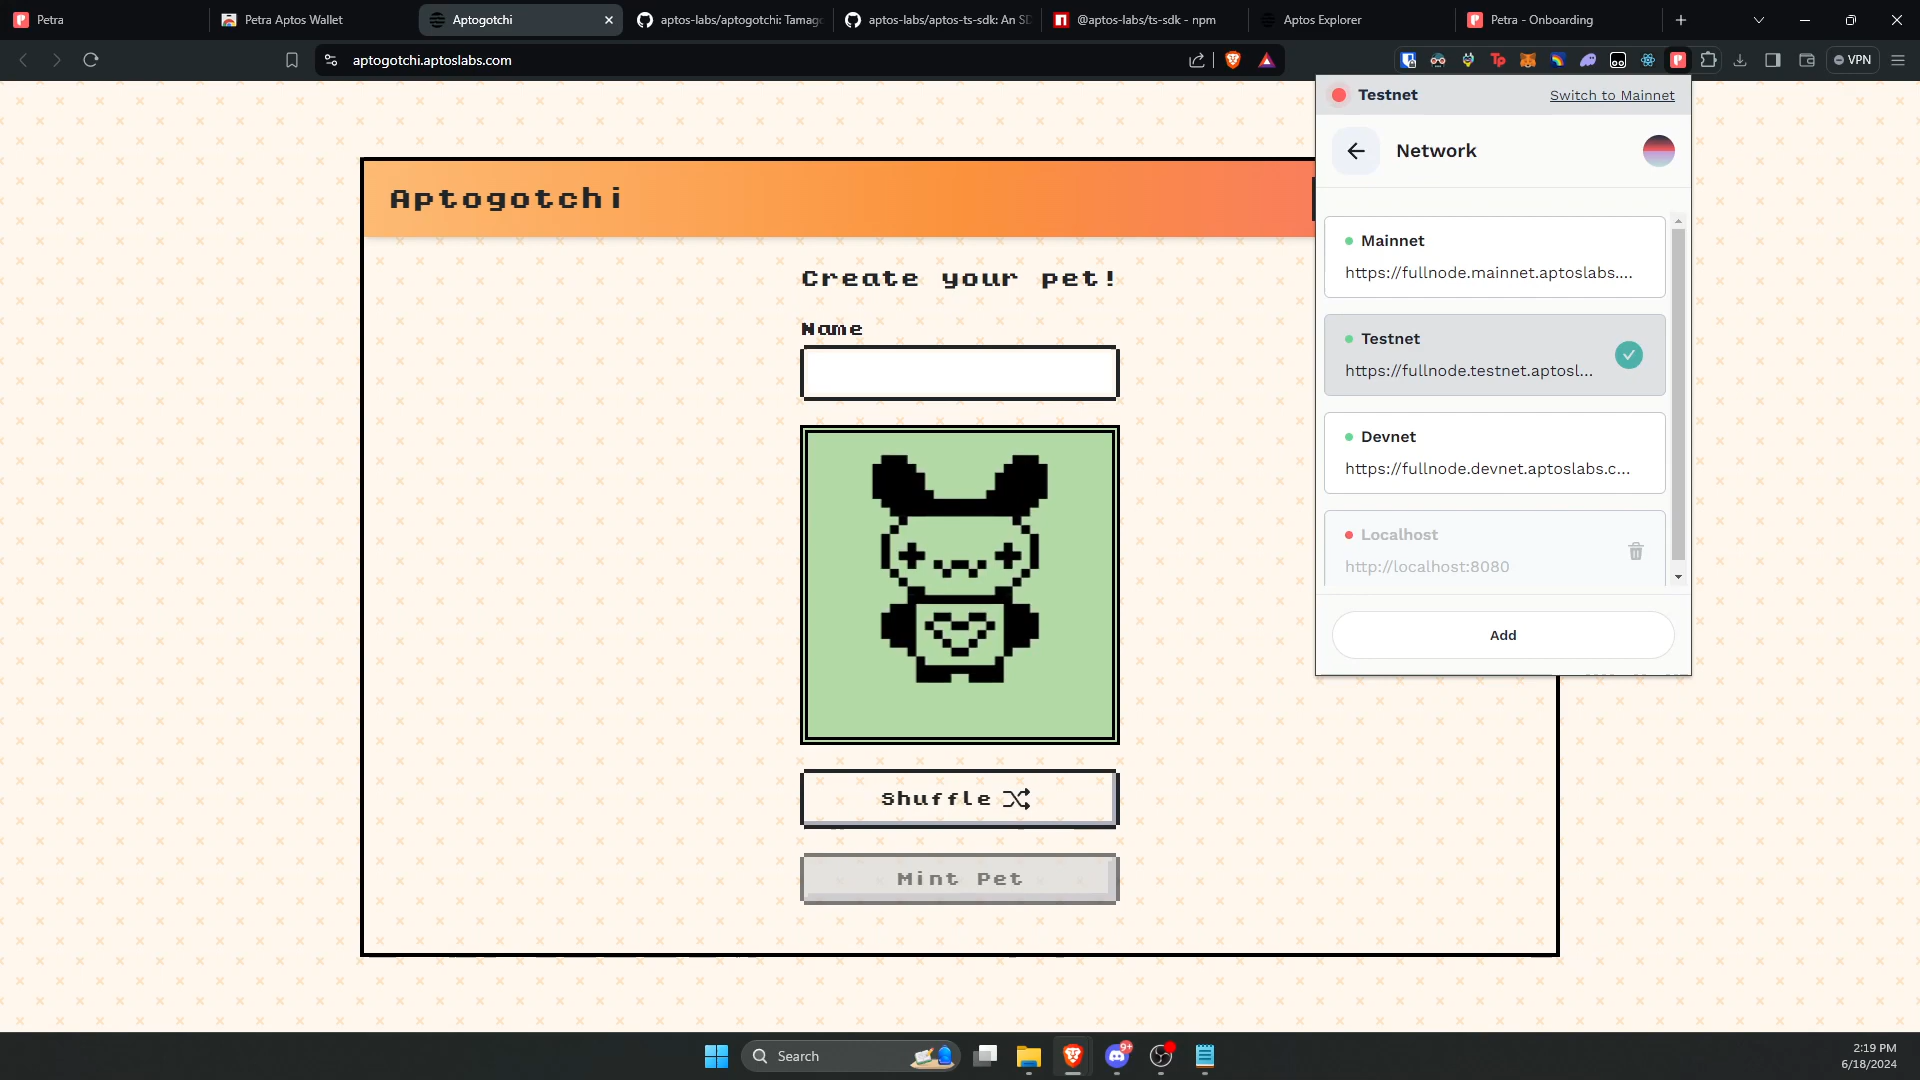 Petra
Petra Aptos Wallet
Aptogotchi
aptos-labs/aptogotchi: Tamago
aptos-labs/aptos-ts-sdk: An SD
@aptos-labs/ts-sdk - npm
Aptos Explorer
Petra - Onboarding
aptogotchi.aptoslabs.com
VPN
Testnet
Switch to Mainnet
Network
Mainnet
https://fullnode.mainnet.aptoslabs....
Testnet
https://fullnode.testnet.aptosl...
Devnet
https://fullnode.devnet.aptoslabs.c...
Localhost
http://localhost:8080
Add
Aptogotchi
Create your pet!
Name
Shuffle
Mint Pet
Search
9+
2:19 PM
6/18/2024